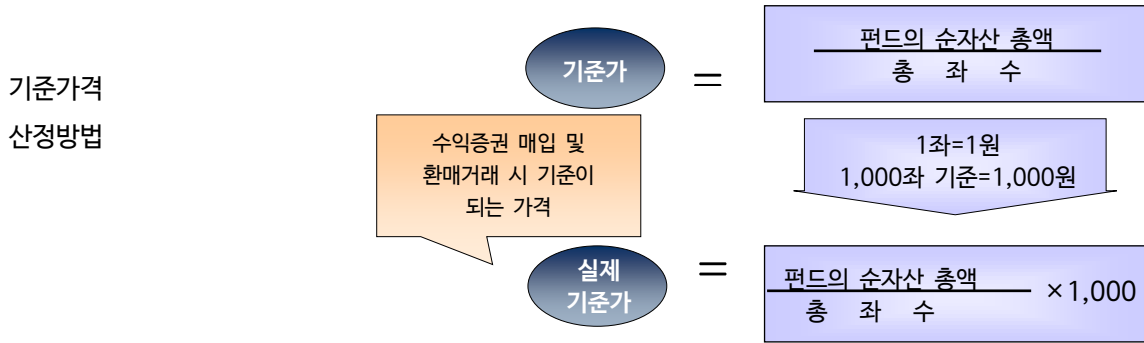 기준가격
산정방법
기준가
=
펀드의 순자산 총액
총 좌 수
수익증권 매입 및
환매거래 시 기준이
되는 가격
1좌=1원
1,000좌 기준=1,000원
실제
기준가
=
펀드의 순자산 총액
총 좌 수
×1,000